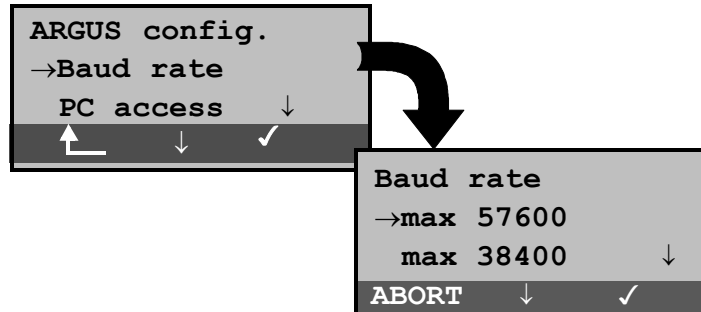 ARGUS config.
→Baud rate
PC access ↓
↓ ✓
Baud rate
→max 57600
max 38400 ↓
ABORT ↓ ✓